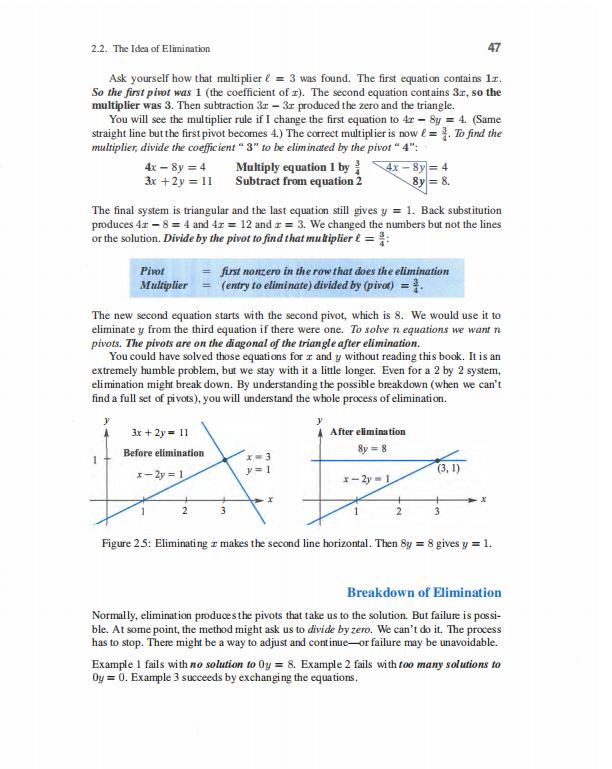 2.2. The Idea of Elimination 47
Ask yourself how that multiplier ℓ = 3 was found. The first equation contains 1x.
So the first pivot was 1 (the coefficient of x). The second equation contains 3x, so the
multiplier was 3. Then subtraction 3x − 3x produced the zero and the triangle.
You will see the multiplier rule if I change the first equation to 4x − 8y = 4. (Same
straight line but the first pivot becomes 4.) The correct multiplier is now ℓ = 3/4. To find the
multiplier, divide the coefficient "3" to be eliminated by the pivot "4":
4x − 8y = 4 Multiply equation 1 by 3/4 4x − 8y = 4
3x + 2y = 11 Subtract from equation 2 8y = 8.
The final system is triangular and the last equation still gives y = 1. Back substitution
produces 4x − 8 = 4 and 4x = 12 and x = 3. We changed the numbers but not the lines
or the solution. Divide by the pivot to find that multiplier ℓ = 3/4:
Pivot = first nonzero in the row that does the elimination
Multiplier = (entry to eliminate) divided by (pivot) = 3/4.
The new second equation starts with the second pivot, which is 8. We would use it to
eliminate y from the third equation if there were one. To solve n equations we want n
pivots. The pivots are on the diagonal of the triangle after elimination.
You could have solved those equations for x and y without reading this book. It is an
extremely humble problem, but we stay with it a little longer. Even for a 2 by 2 system,
elimination might break down. By understanding the possible breakdown (when we can't
find a full set of pivots), you will understand the whole process of elimination.
y
3x + 2y = 11
Before elimination
1
x − 2y = 1
x = 3
y = 1
x
1 2 3
y
After elimination
8y = 8
(3, 1)
x − 2y = 1
x
1 2 3
Figure 2.5: Eliminating x makes the second line horizontal. Then 8y = 8 gives y = 1.
Breakdown of Elimination
Normally, elimination produces the pivots that take us to the solution. But failure is possi-
ble. At some point, the method might ask us to divide by zero. We can't do it. The process
has to stop. There might be a way to adjust and continue—or failure may be unavoidable.
Example 1 fails with no solution to 0y = 8. Example 2 fails with too many solutions to
0y = 0. Example 3 succeeds by exchanging the equations.